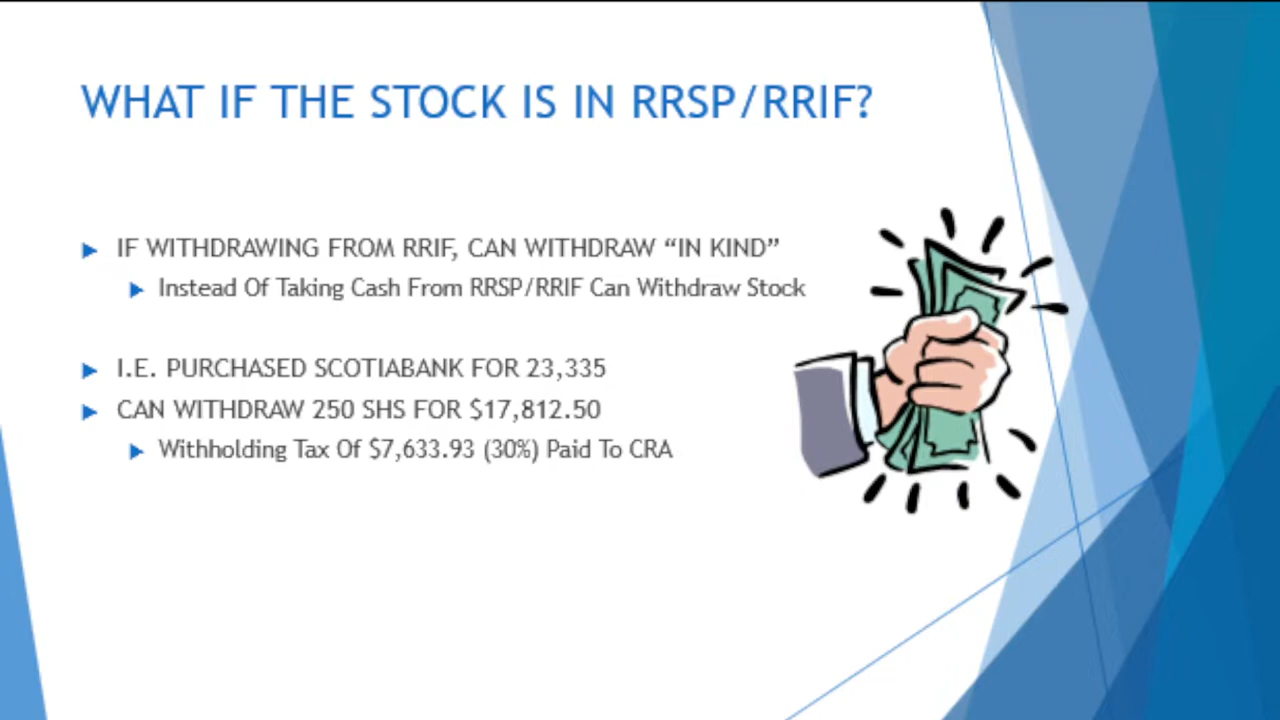 WHAT IF THE STOCK IS IN RRSP/RRIF?
IF WITHDRAWING FROM RRIF, CAN WITHDRAW “IN KIND”
Instead Of Taking Cash From RRSP/RRIF Can Withdraw Stock
I.E. PURCHASED SCOTIABANK FOR 23,335
CAN WITHDRAW 250 SHS FOR $17,812.50
Withholding Tax Of $7,633.93 (30%) Paid To CRA